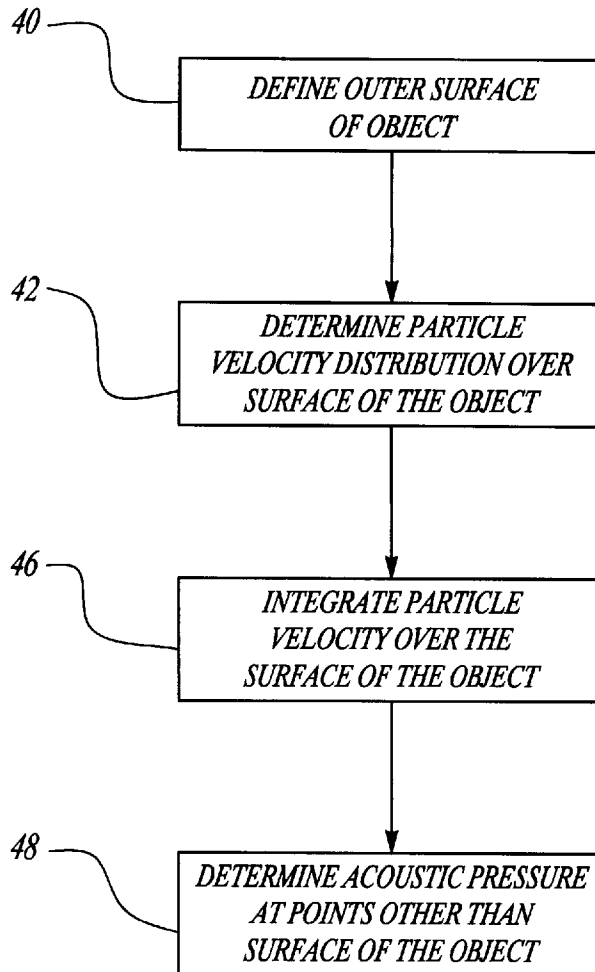 40
DEFINE OUTER SURFACE
OF OBJECT
42
DETERMINE PARTICLE
VELOCITY DISTRIBUTION OVER
SURFACE OF THE OBJECT
46
INTEGRATE PARTICLE
VELOCITY OVER THE
SURFACE OF THE OBJECT
48
DETERMINE ACOUSTIC PRESSURE
AT POINTS OTHER THAN
SURFACE OF THE OBJECT